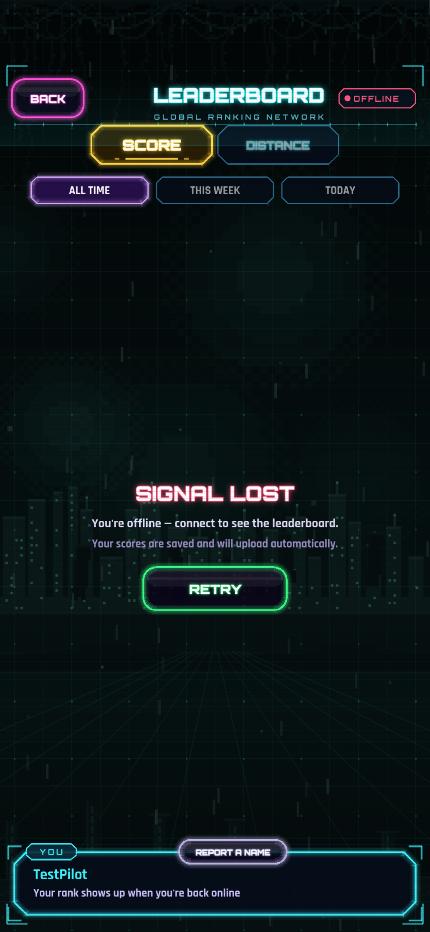 BACK
LEADERBOARD
OFFLINE
GLOBAL RANKING NETWORK
SCORE
DISTANCE
ALL TIME
THIS WEEK
TODAY
SIGNAL LOST
You're offline — connect to see the leaderboard.
Your scores are saved and will upload automatically.
RETRY
YOU
REPORT A NAME
TestPilot
Your rank shows up when you're back online